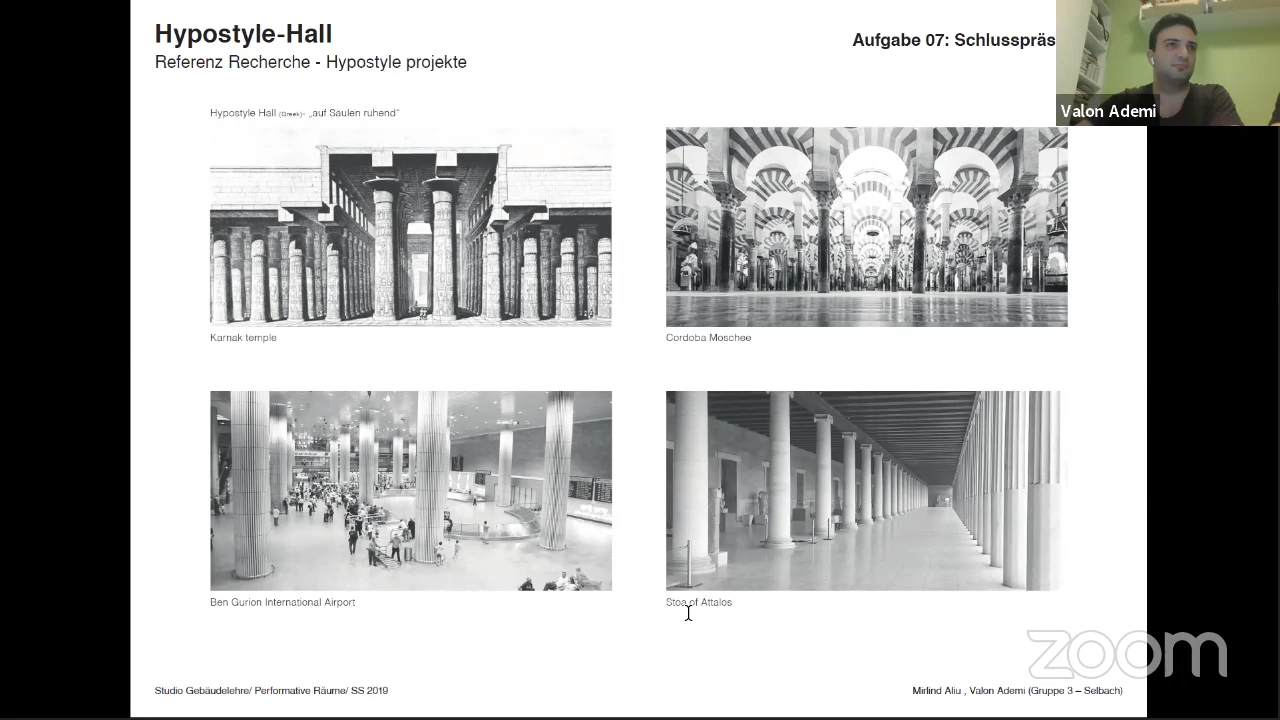 Hypostyle-Hall
Aufgabe 07: Schlusspräs
Referenz Recherche - Hypostyle projekte
Valon Ademi
Hypostyle Hall (Greek)- „auf Säulen ruhend“
Karnak temple
Cordoba Moschee
Ben Gurion International Airport
Stoa of Attalos
zoom
Studio Gebäudelehre/ Performative Räume/ SS 2019
Mirlind Aliu , Valon Ademi (Gruppe 3 – Selbach)